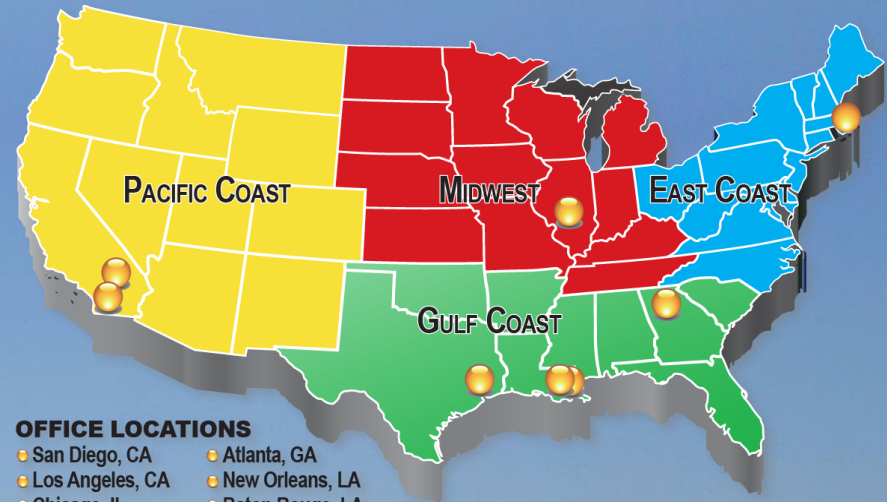 PACIFIC COAST
MIDWEST
EAST COAST
GULF COAST
OFFICE LOCATIONS
San Diego, CA
Atlanta, GA
Los Angeles, CA
New Orleans, LA